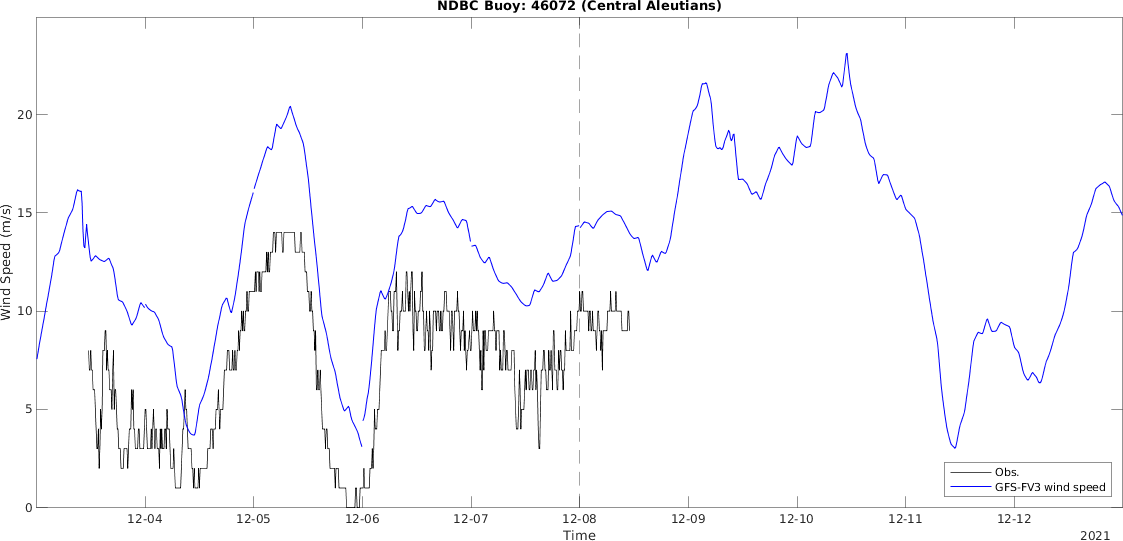 NDBC Buoy: 46072 (Central Aleutians)
20
15
10
5
0
Wind Speed (m/s)
12-04 12-05 12-06 12-07 12-08 12-09 12-10 12-11 12-12
Time
2021
Obs.
GFS-FV3 wind speed